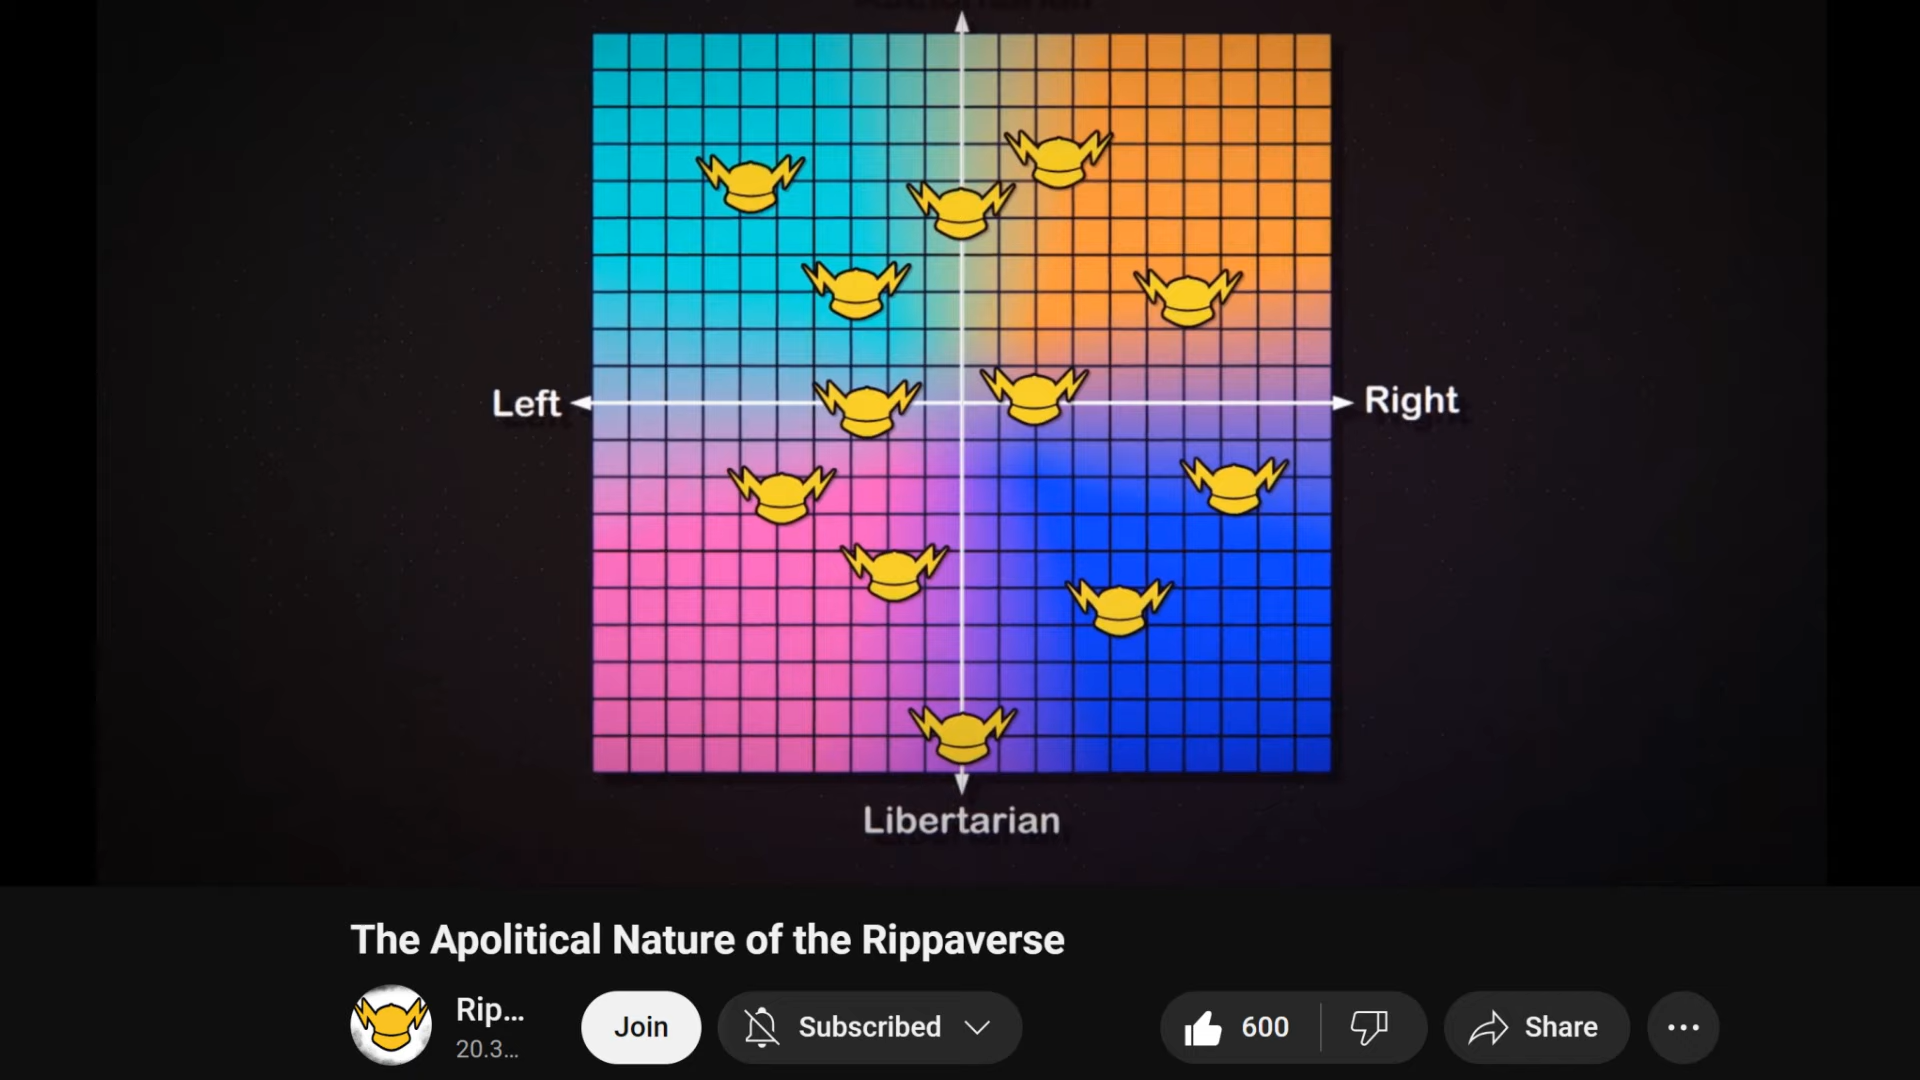 Left
Right
Libertarian
The Apolitical Nature of the Rippaverse
Rip...
20.3...
Join
Subscribed
600
Share